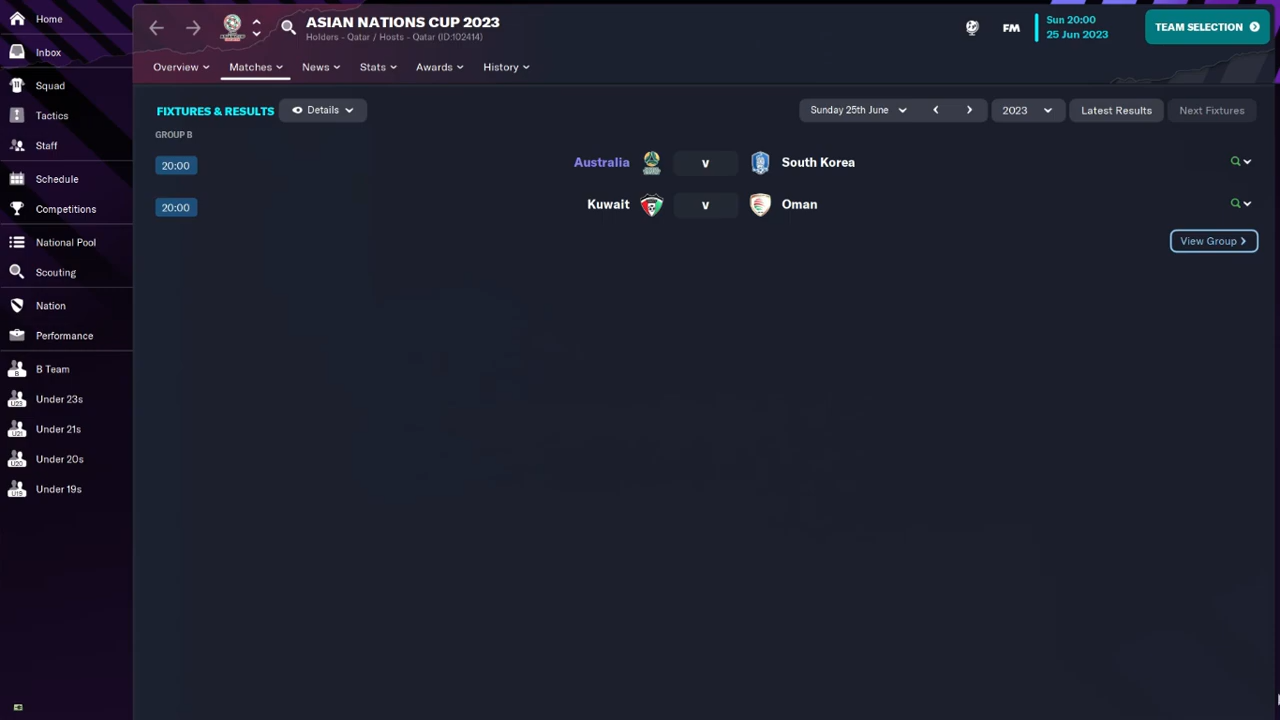 Home
Inbox
Squad
Tactics
Staff
Schedule
Competitions
National Pool
Scouting
Nation
Performance
B Team
Under 23s
Under 21s
Under 20s
Under 19s
ASIAN NATIONS CUP 2023
Holders - Qatar / Hosts - Qatar (ID:102414)
FM
Sun 20:00
25 Jun 2023
TEAM SELECTION
Overview Matches News Stats Awards History
FIXTURES & RESULTS Details Sunday 25th June 2023 Latest Results Next Fixtures
GROUP B
20:00 Australia v South Korea
20:00 Kuwait v Oman
View Group